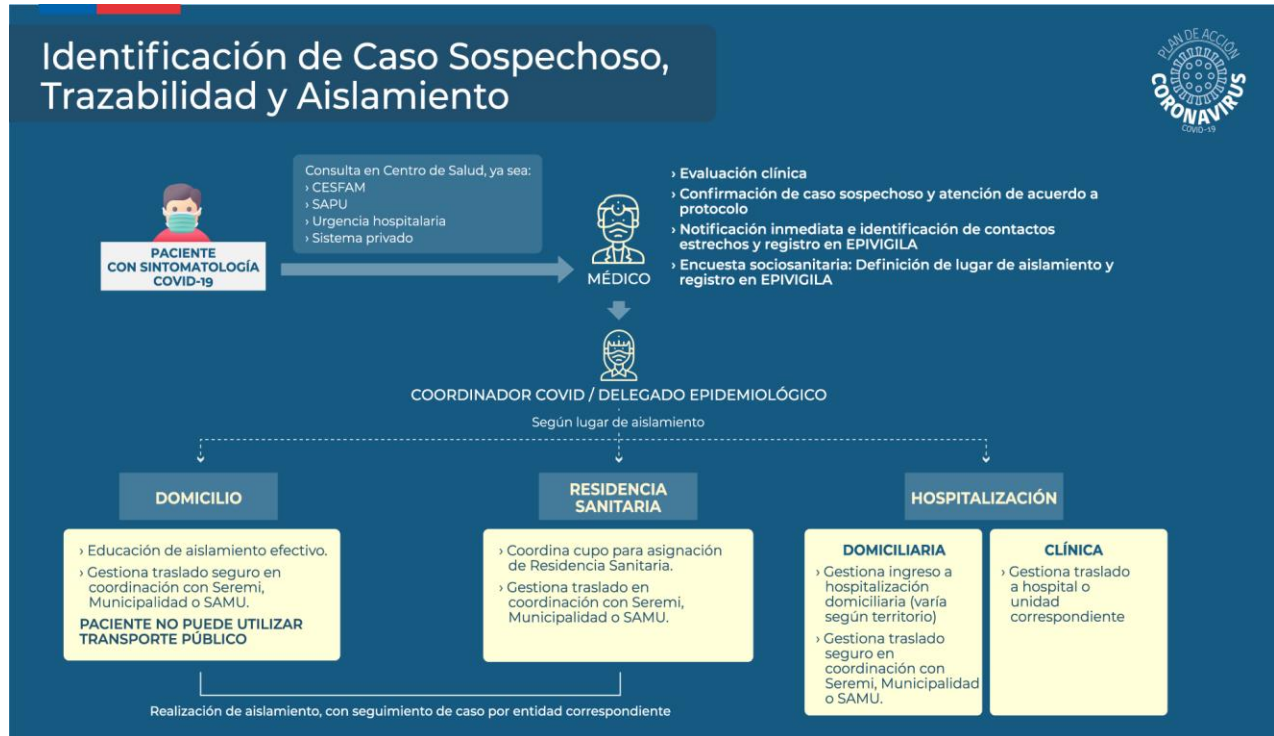 Identificación de Caso Sospechoso,
Trazabilidad y Aislamiento
PLAN DE ACCIÓN
CORONAVIRUS
COVID-19
PACIENTE
CON SINTOMATOLOGÍA
COVID-19
Consulta en Centro de Salud, ya sea:
› CESFAM
› SAPU
› Urgencia hospitalaria
› Sistema privado
MÉDICO
› Evaluación clínica
› Confirmación de caso sospechoso y atención de acuerdo a
protocolo
› Notificación inmediata e identificación de contactos
estrechos y registro en EPIVIGILA
› Encuesta sociosanitaria: Definición de lugar de aislamiento y
registro en EPIVIGILA
COORDINADOR COVID / DELEGADO EPIDEMIOLÓGICO
Según lugar de aislamiento
DOMICILIO
› Educación de aislamiento efectivo.
› Gestiona traslado seguro en
coordinación con Seremi,
Municipalidad o SAMU.
PACIENTE NO PUEDE UTILIZAR
TRANSPORTE PÚBLICO
RESIDENCIA
SANITARIA
› Coordina cupo para asignación
de Residencia Sanitaria.
› Gestiona traslado en
coordinación con Seremi,
Municipalidad o SAMU.
HOSPITALIZACIÓN
DOMICILIARIA
› Gestiona ingreso a
hospitalización
domiciliaria (varía
según territorio)
› Gestiona traslado
seguro en
coordinación con
Seremi, Municipalidad
o SAMU.
CLÍNICA
› Gestiona traslado
a hospital o
unidad
correspondiente
Realización de aislamiento, con seguimiento de caso por entidad correspondiente